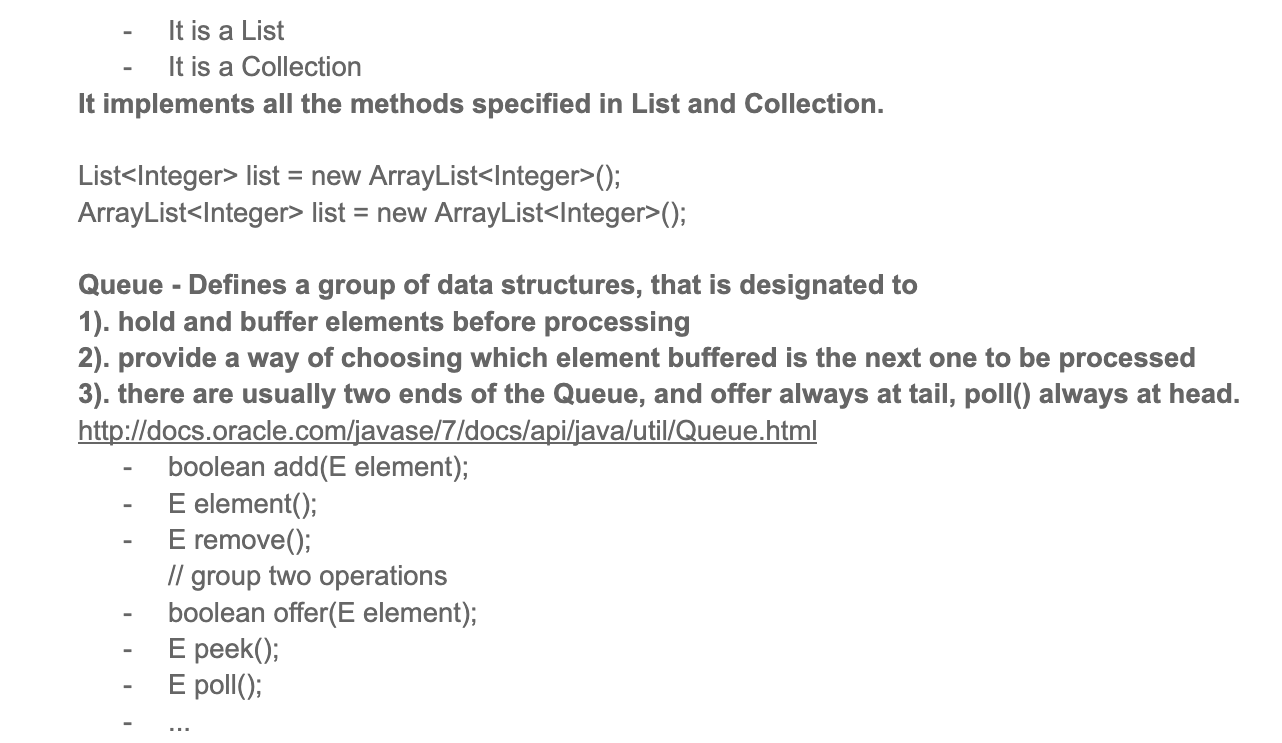 - It is a List
- It is a Collection
It implements all the methods specified in List and Collection.
List<Integer> list = new ArrayList<Integer>();
ArrayList<Integer> list = new ArrayList<Integer>();
Queue - Defines a group of data structures, that is designated to
1). hold and buffer elements before processing
2). provide a way of choosing which element buffered is the next one to be processed
3). there are usually two ends of the Queue, and offer always at tail, poll() always at head.
http://docs.oracle.com/javase/7/docs/api/java/util/Queue.html
- boolean add(E element);
- E element();
- E remove();
// group two operations
- boolean offer(E element);
- E peek();
- E poll();
- ...